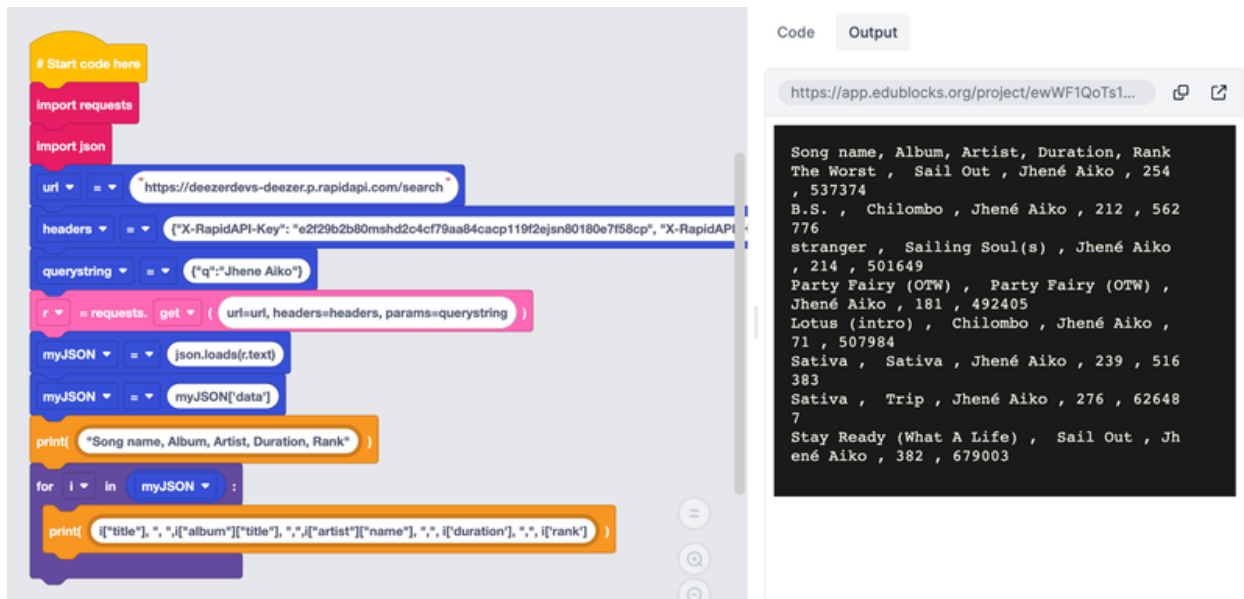 # Start code here
import requests
import json
url = "https://deezerdevs-deezer.p.rapidapi.com/search"
headers = {"X-RapidAPI-Key": "e2f29b2b80mshd2c4cf79aa84cacp119f2ejsn80180e7f58cp", "X-RapidAPI-
querystring = {"q":"Jhene Aiko"}
r = requests. get ( url=url, headers=headers, params=querystring )
myJSON = json.loads(r.text)
myJSON = myJSON['data']
print( "Song name, Album, Artist, Duration, Rank" )
for i in myJSON :
print( i["title"], ", ",i["album"]["title"], ",",i["artist"]["name"], ",", i['duration'], ",", i['rank'] )
Code Output
https://app.edublocks.org/project/ewWF1QoTs1...
Song name, Album, Artist, Duration, Rank
The Worst ,  Sail Out , Jhené Aiko , 254
, 537374
B.S. ,  Chilombo , Jhené Aiko , 212 , 562
776
stranger ,  Sailing Soul(s) , Jhené Aiko
, 214 , 501649
Party Fairy (OTW) ,  Party Fairy (OTW) ,
Jhené Aiko , 181 , 492405
Lotus (intro) ,  Chilombo , Jhené Aiko ,
71 , 507984
Sativa ,  Sativa , Jhené Aiko , 239 , 516
383
Sativa ,  Trip , Jhené Aiko , 276 , 62648
7
Stay Ready (What A Life) ,  Sail Out , Jh
ené Aiko , 382 , 679003